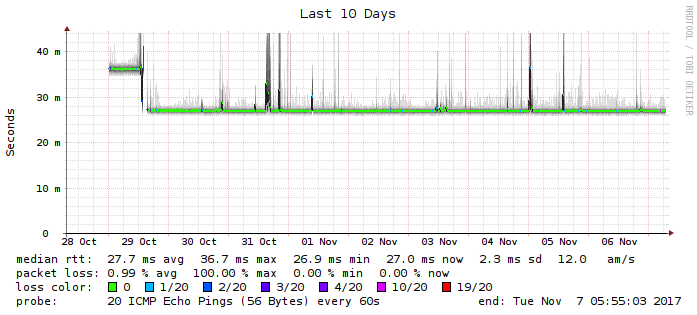 Last 10 Days
RRDTOOL / TOBI OETIKER
Seconds
40 m
30 m
20 m
10 m
0
28 Oct 29 Oct 30 Oct 31 Oct 01 Nov 02 Nov 03 Nov 04 Nov 05 Nov 06 Nov
median rtt: 27.7 ms avg 36.7 ms max 26.9 ms min 27.0 ms now 2.3 ms sd 12.0 am/s
packet loss: 0.99 % avg 100.00 % max 0.00 % min 0.00 % now
loss color: 0 1/20 2/20 3/20 4/20 10/20 19/20
probe: 20 ICMP Echo Pings (56 Bytes) every 60s end: Tue Nov 7 05:55:03 2017